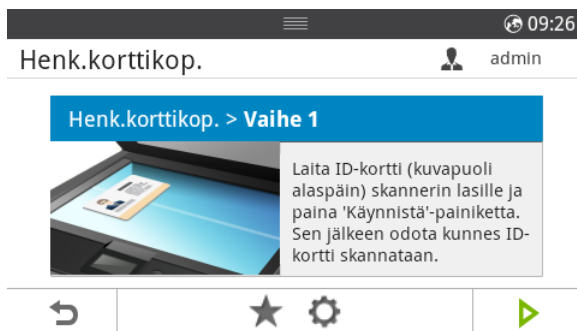 09:26
Henk.korttikop.
admin
Henk.korttikop. > Vaihe 1
Laita ID-kortti (kuvapuoli
alaspäin) skannerin lasille ja
paina 'Käynnistä'-painiketta.
Sen jälkeen odota kunnes ID-
kortti skannataan.